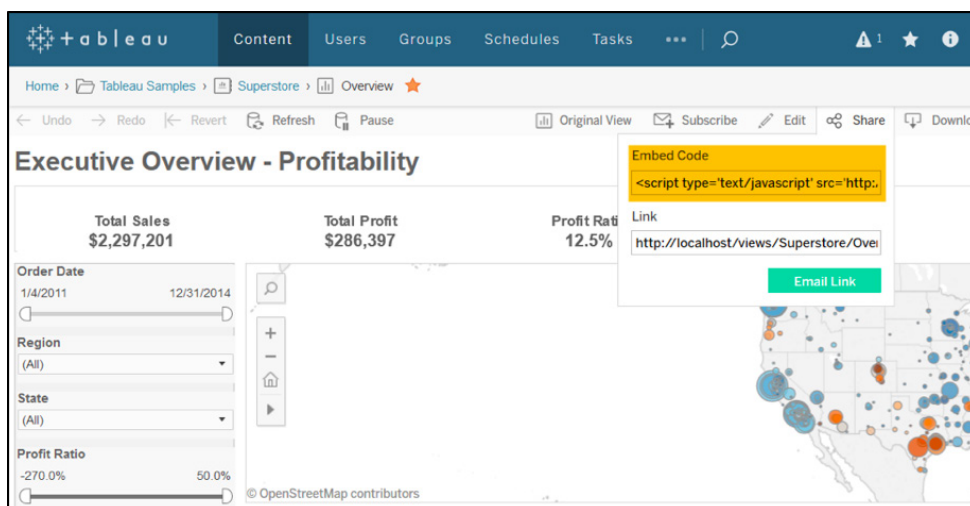 +ableau Content Users Groups Schedules Tasks ••• 1
Home › Tableau Samples › Superstore › Overview
← Undo → Redo Revert Refresh Pause Original View Subscribe Edit Share Downlo
Executive Overview - Profitability
Embed Code
<script type='text/javascript' src='http:
Link
http://localhost/views/Superstore/Over
Email Link
Total Sales Total Profit Profit Rati
$2,297,201 $286,397 12.5%
Order Date
1/4/2011 12/31/2014
Region
(All)
State
(All)
Profit Ratio
-270.0% 50.0%
© OpenStreetMap contributors